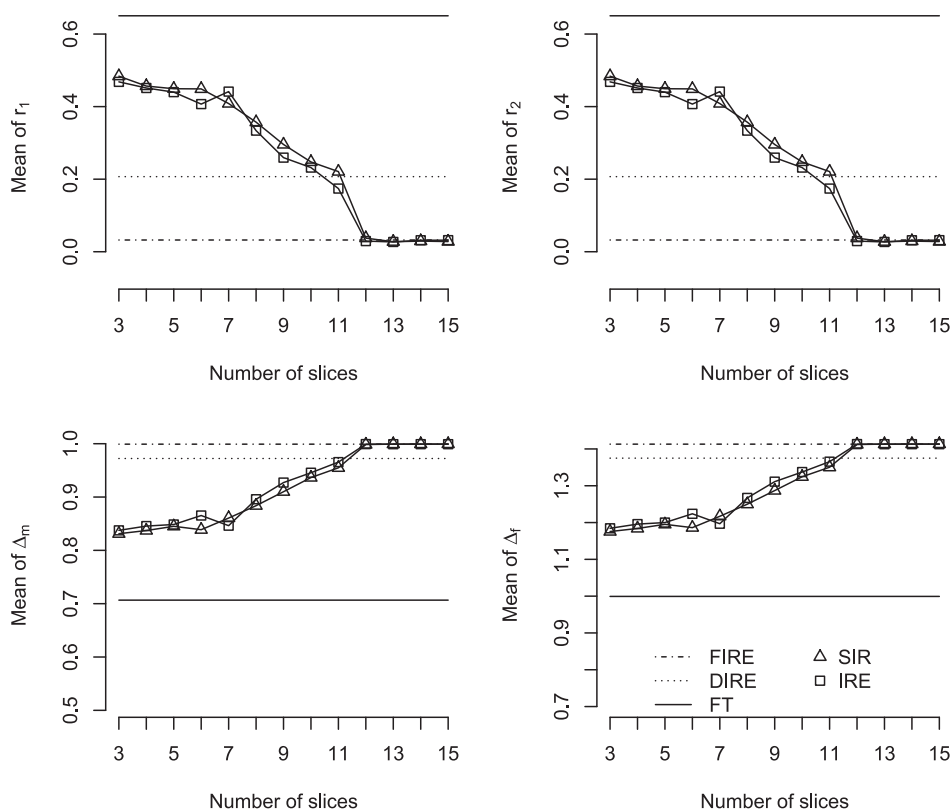 Mean of r1
0.6
0.4
0.2
0.0
3 5 7 9 11 13 15
Number of slices
Mean of r2
0.6
0.4
0.2
0.0
3 5 7 9 11 13 15
Number of slices
Mean of Δm
1.0
0.9
0.8
0.7
0.6
0.5
3 5 7 9 11 13 15
Number of slices
Mean of Δf
1.3
1.1
0.9
0.7
FIRE SIR
DIRE IRE
FT
3 5 7 9 11 13 15
Number of slices